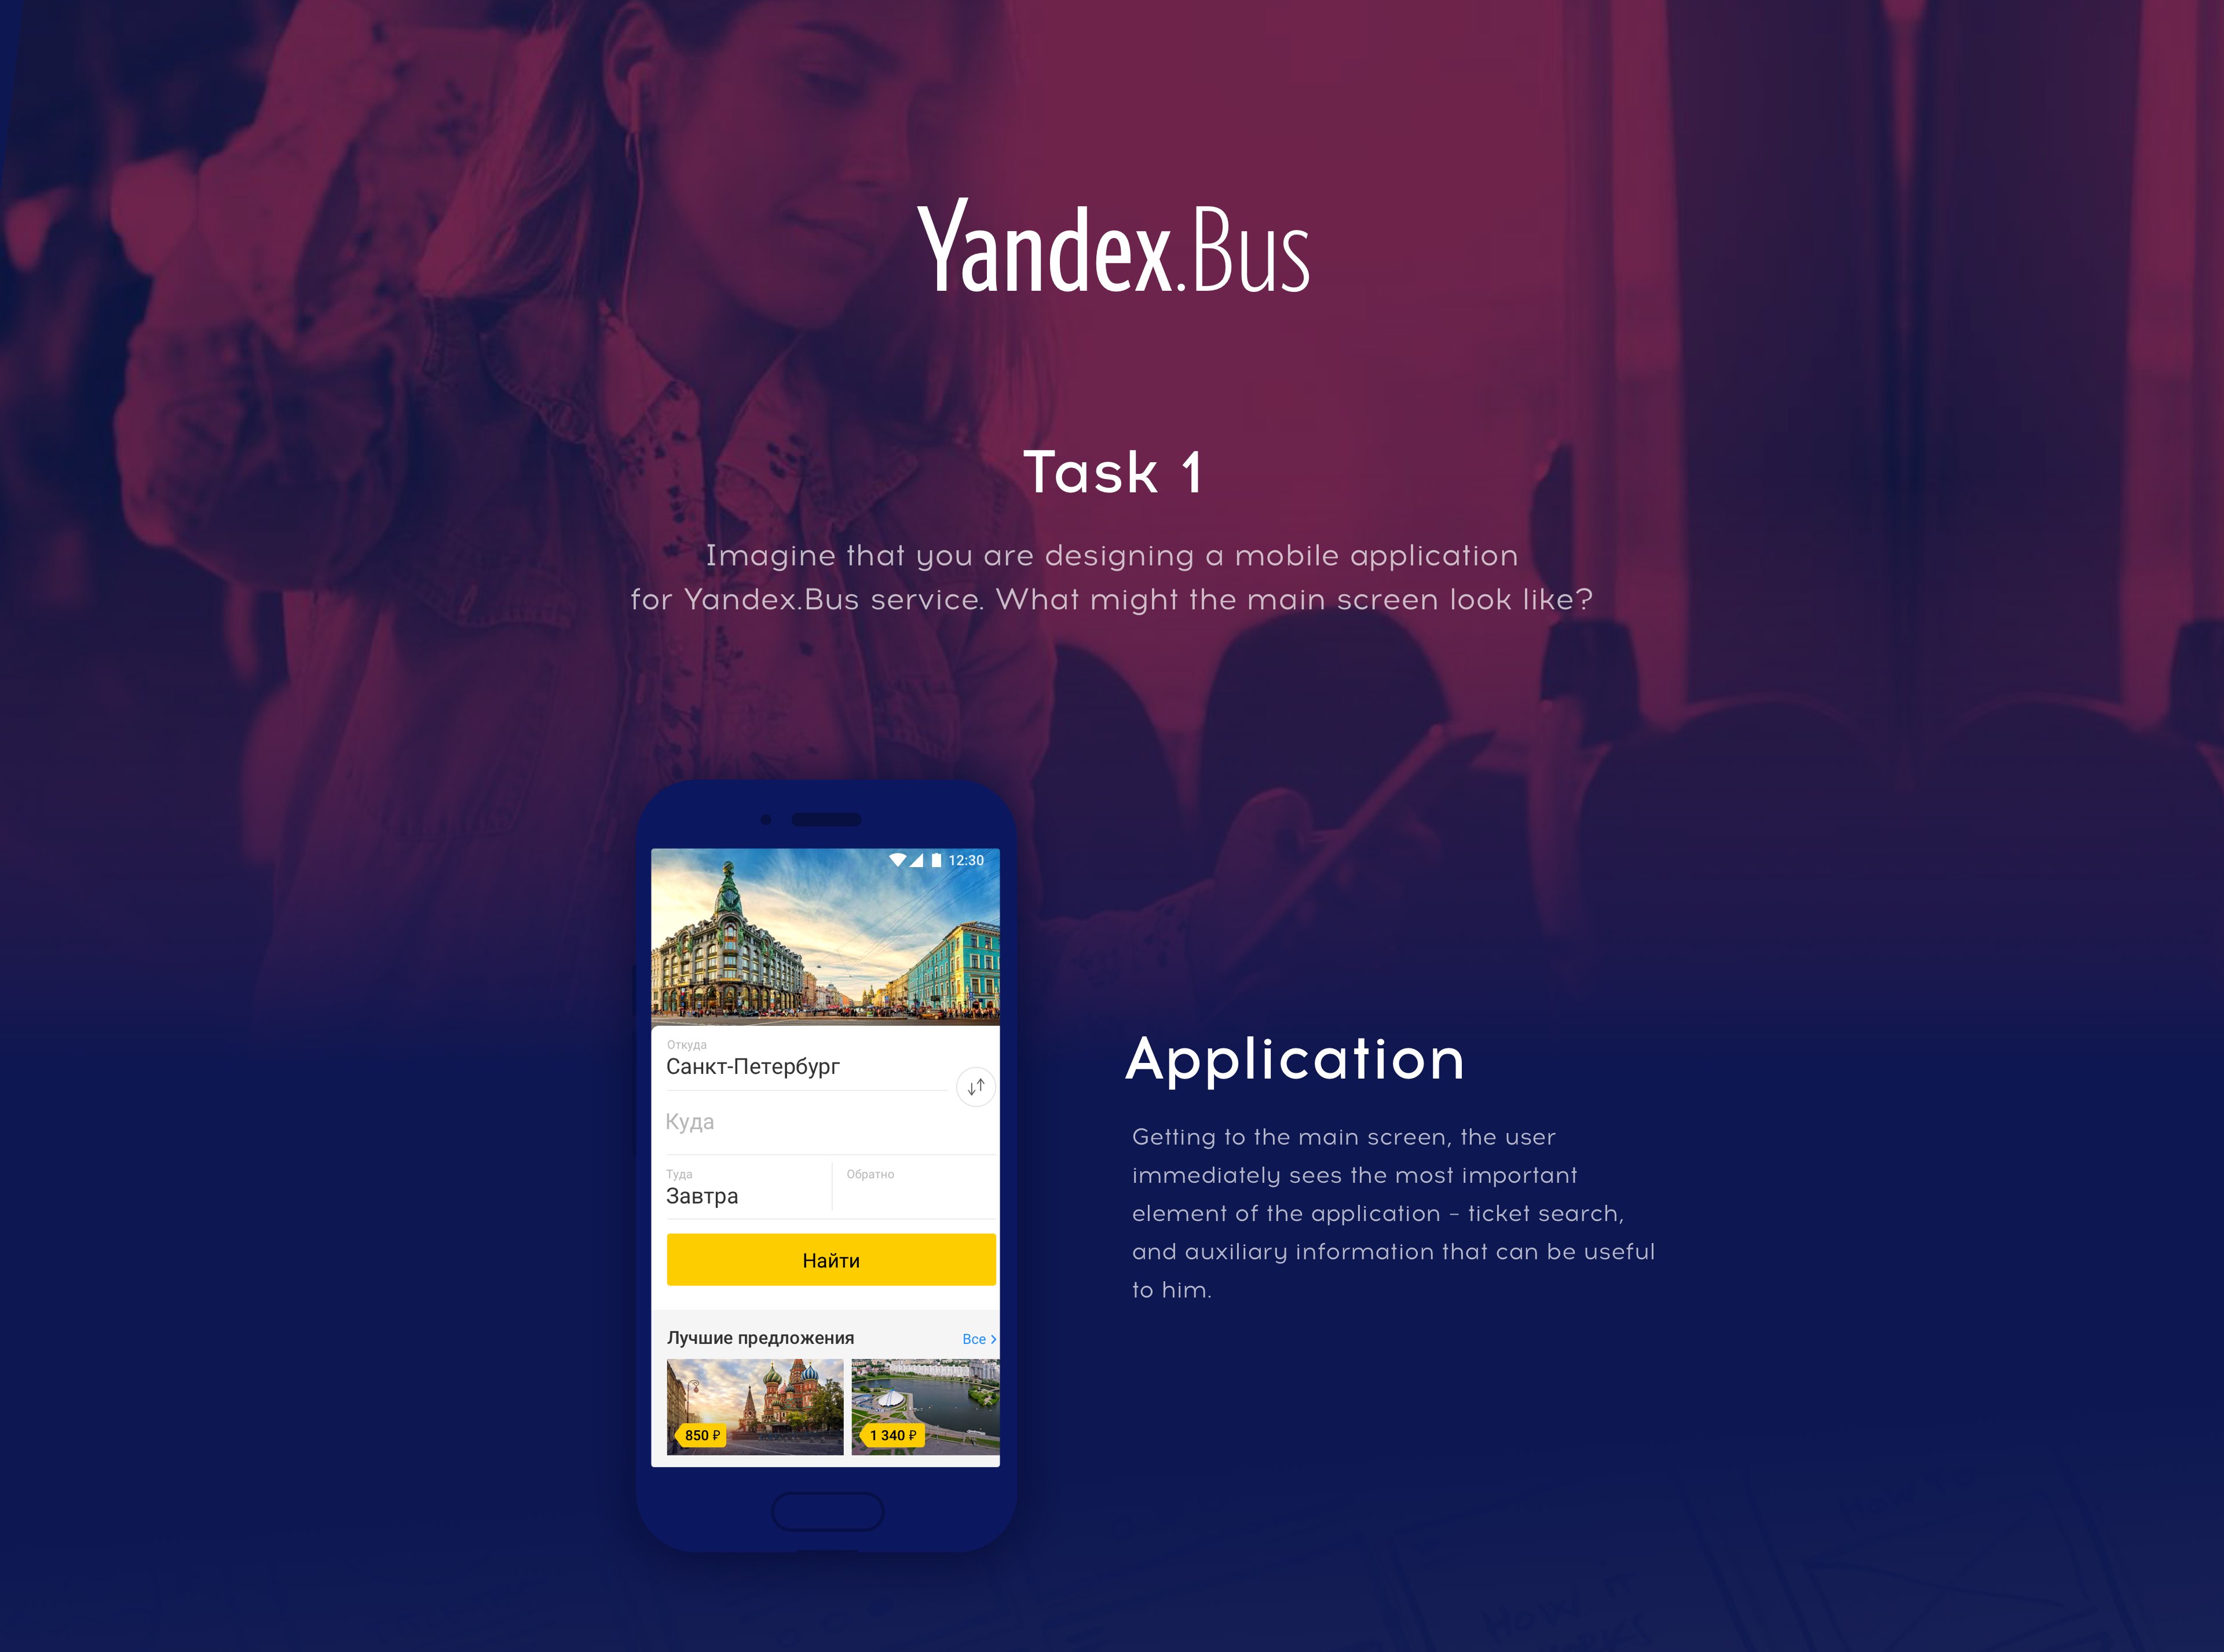 Yandex.Bus
Task 1
Imagine that you are designing a mobile application
for Yandex.Bus service. What might the main screen look like?
12:30
Откуда
Санкт-Петербург
Куда
Туда
Обратно
Завтра
Найти
Лучшие предложения
Все
850 ₽
1 340 ₽
Application
Getting to the main screen, the user
immediately sees the most important
element of the application – ticket search,
and auxiliary information that can be useful
to him.
HOW IT
WORKS